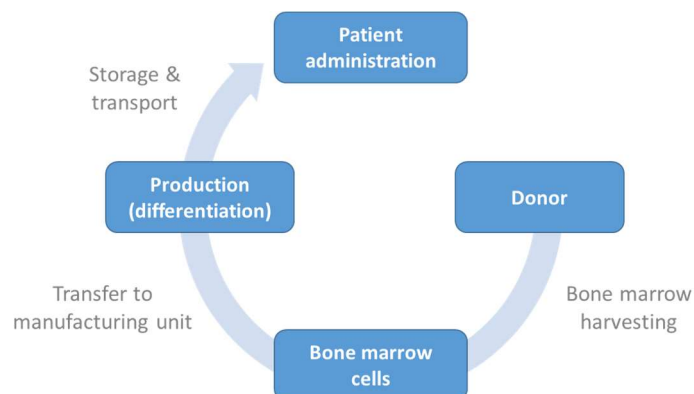 Patient
administration
Storage &
transport
Production
(differentiation)
Donor
Transfer to
manufacturing unit
Bone marrow
harvesting
Bone marrow
cells